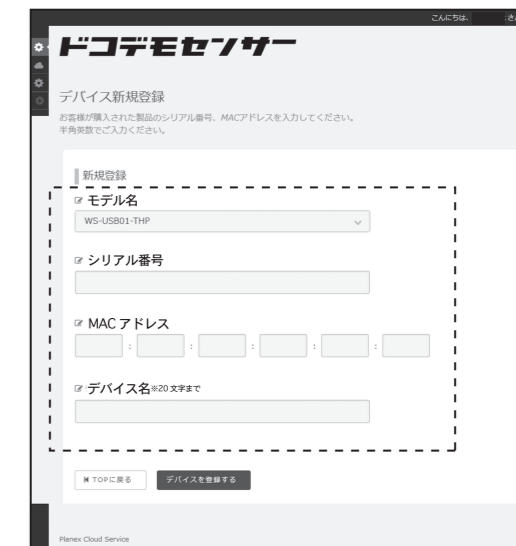 こんにちは、
さん
ドコデモセンサー
デバイス新規登録
お客様が購入された製品のシリアル番号、MACアドレスを入力してください。
半角英数でご入力ください。
新規登録
モデル名
WS-USB01-THP
シリアル番号
MAC アドレス
: : : : :
デバイス名※20 文字まで
TOPに戻る デバイスを登録する
Planex Cloud Service